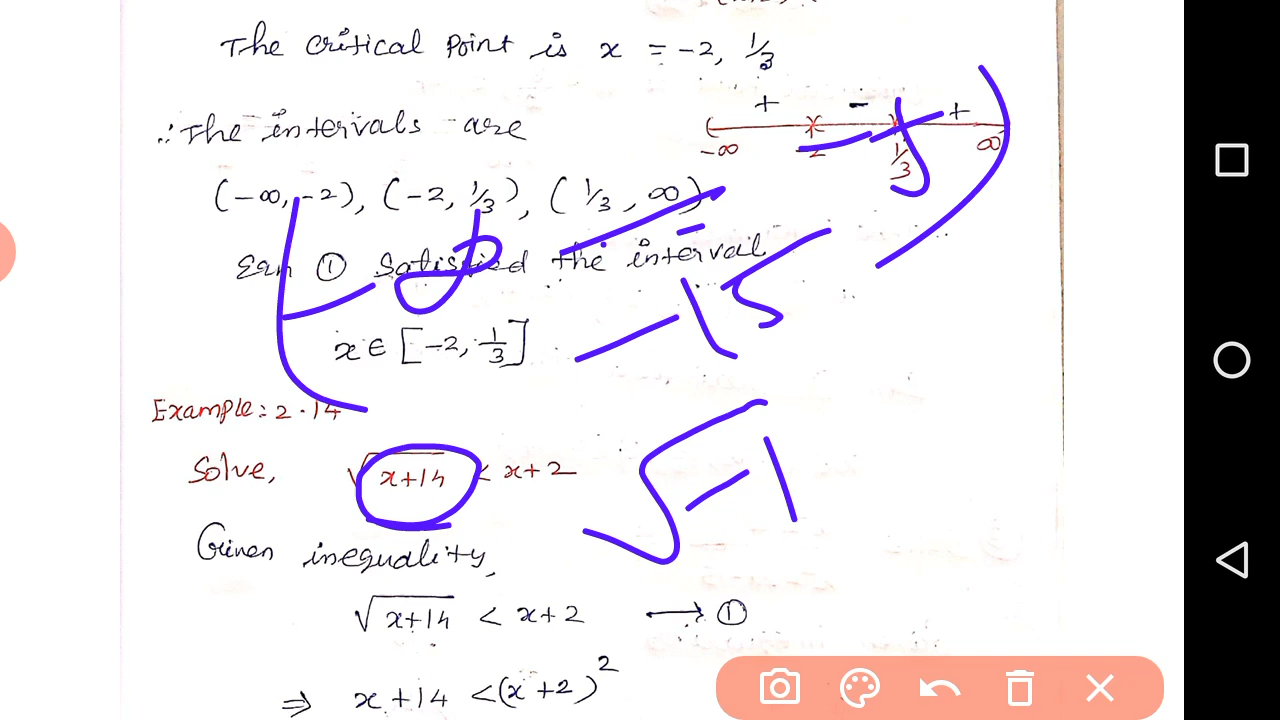 The critical point is x = -2, 1/3
+ - +
-∞ -2 1/3 ∞
∴ The intervals are
(-∞, -2), (-2, 1/3), (1/3, ∞)
Eqn ① satisfied the interval
x ∈ [-2, 1/3]
-15
Example: 2.14
Solve, √x+14 < x+2
√-1
Given inequality,
√x+14 < x+2 → ①
⇒ x+14 < (x+2)²